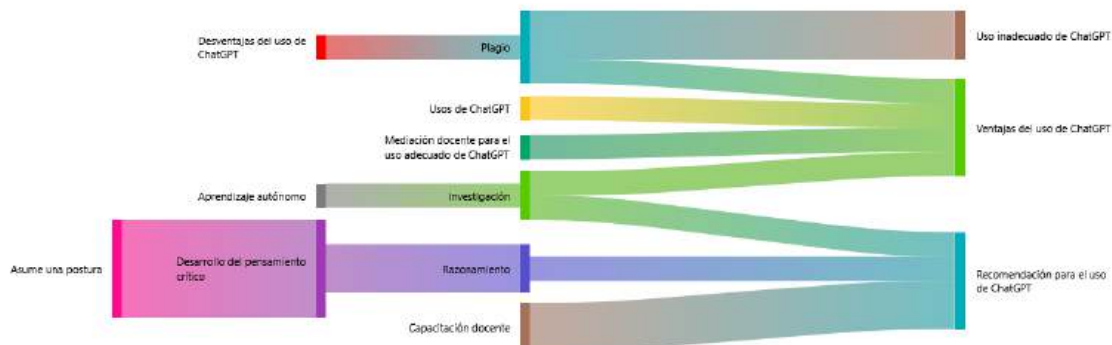 Desventajas del uso de
ChatGPT
Plagio
Uso inadecuado de ChatGPT
Usos de ChatGPT
Ventajas del uso de ChatGPT
Mediación docente para el
uso adecuado de ChatGPT
Aprendizaje autónomo
Investigación
Asume una postura
Desarrollo del pensamiento
crítico
Razonamiento
Recomendación para el uso
de ChatGPT
Capacitación docente